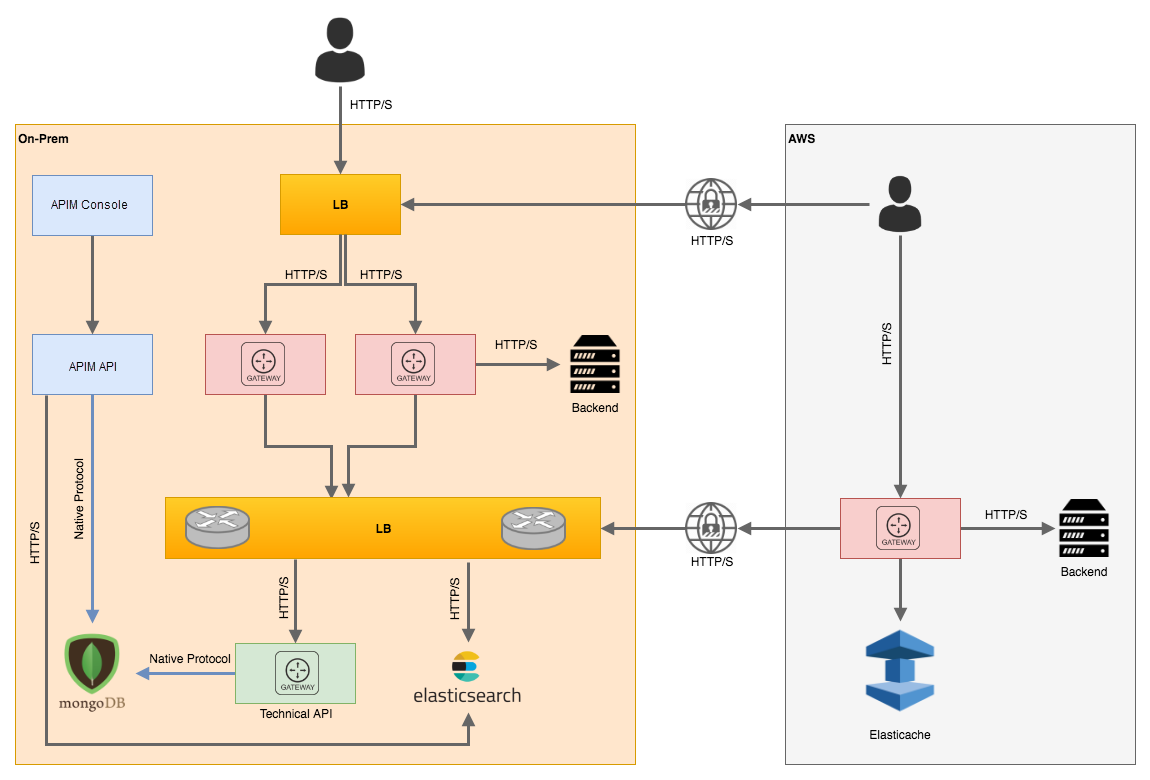 HTTP/S
On-Prem
AWS
APIM Console
LB
HTTP/S
HTTP/S
HTTP/S
HTTP/S
APIM API
GATEWAY
GATEWAY
HTTP/S
Backend
Native Protocol
HTTP/S
LB
HTTP/S
GATEWAY
HTTP/S
Backend
HTTP/S
HTTP/S
mongoDB
Native Protocol
GATEWAY
Technical API
elasticsearch
Elasticache